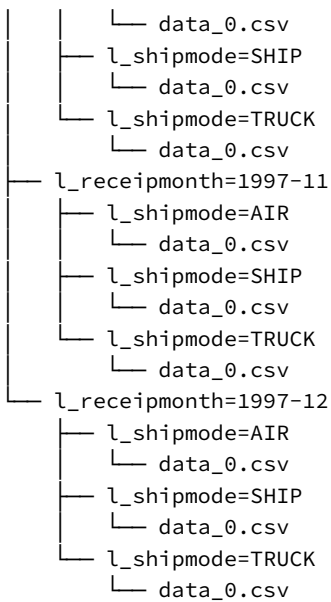 │   │   └── data_0.csv
│   ├── l_shipmode=SHIP
│   │   └── data_0.csv
│   └── l_shipmode=TRUCK
│       └── data_0.csv
├── l_receipmonth=1997-11
│   ├── l_shipmode=AIR
│   │   └── data_0.csv
│   ├── l_shipmode=SHIP
│   │   └── data_0.csv
│   └── l_shipmode=TRUCK
│       └── data_0.csv
└── l_receipmonth=1997-12
    ├── l_shipmode=AIR
    │   └── data_0.csv
    ├── l_shipmode=SHIP
    │   └── data_0.csv
    └── l_shipmode=TRUCK
        └── data_0.csv